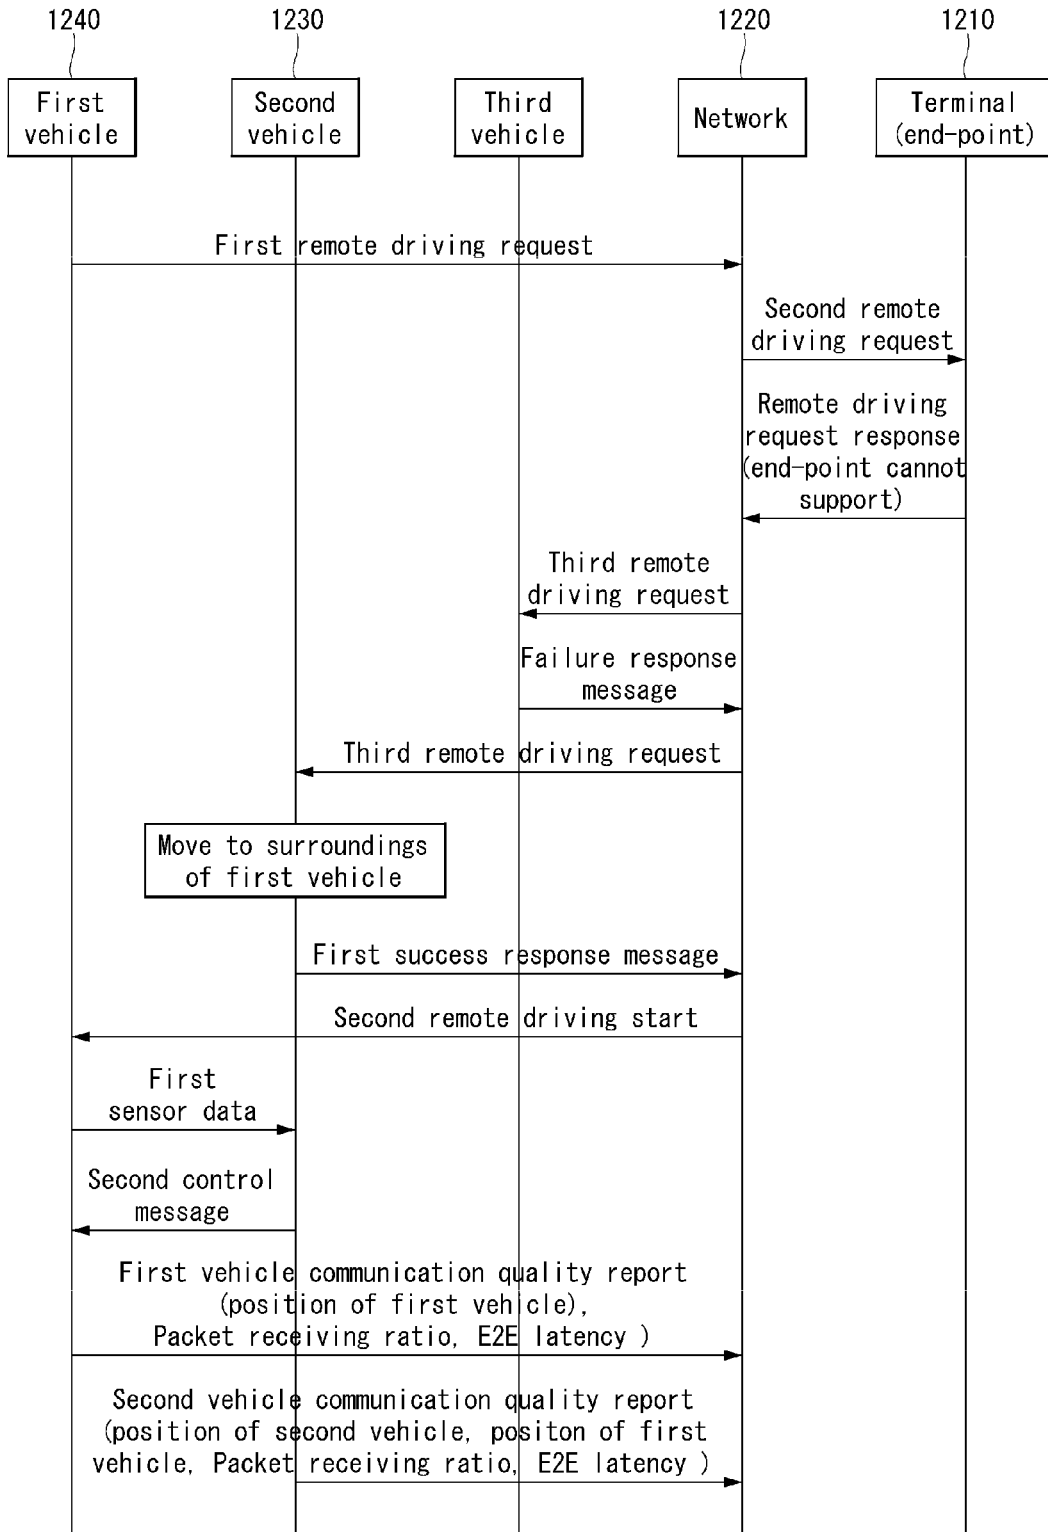 1240
1230
1220
1210
First
vehicle
Second
vehicle
Third
vehicle
Network
Terminal
(end-point)
First remote driving request
Second remote
driving request
Remote driving
request response
(end-point cannot
support)
Third remote
driving request
Failure response
message
Third remote driving request
Move to surroundings
of first vehicle
First success response message
Second remote driving start
First
sensor data
Second control
message
First vehicle communication quality report
(position of first vehicle),
Packet receiving ratio, E2E latency )
Second vehicle communication quality report
(position of second vehicle, positon of first
vehicle, Packet receiving ratio, E2E latency )